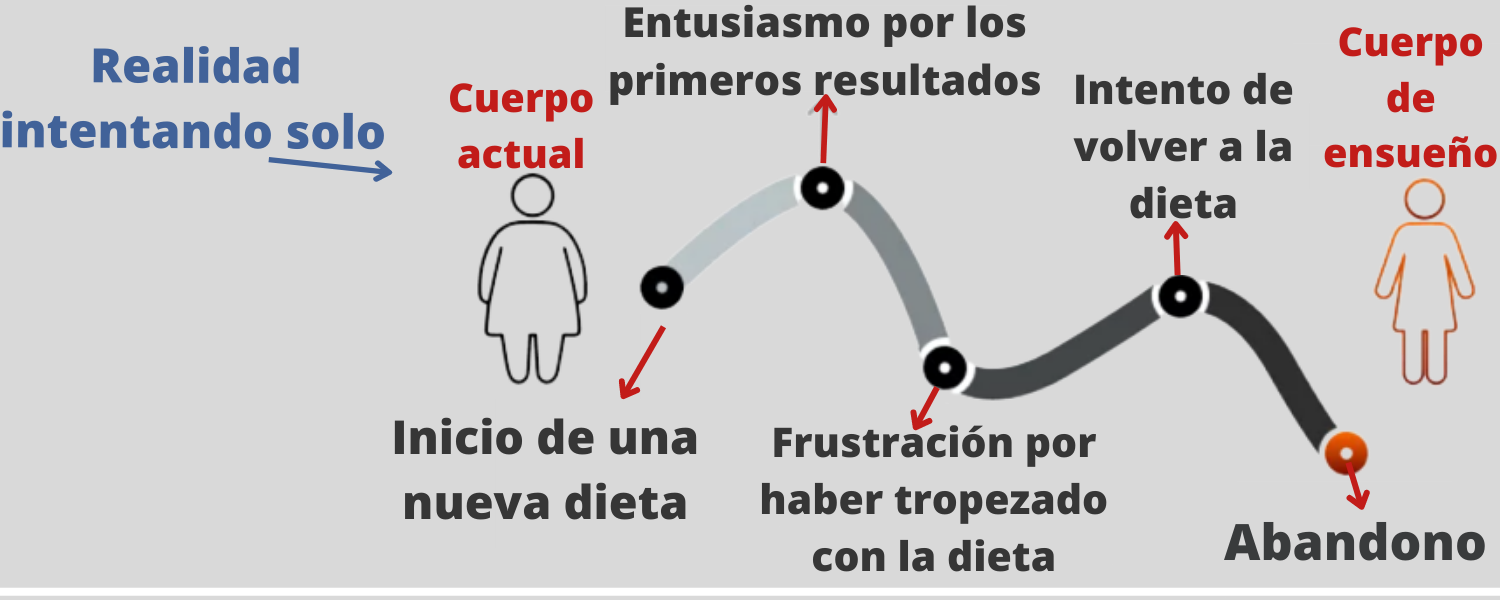 Realidad
intentando solo
Cuerpo
actual
Entusiasmo por los
primeros resultados
Intento de
volver a la
dieta
Cuerpo
de
ensueño
Inicio de una
nueva dieta
Frustración por
haber tropezado
con la dieta
Abandono